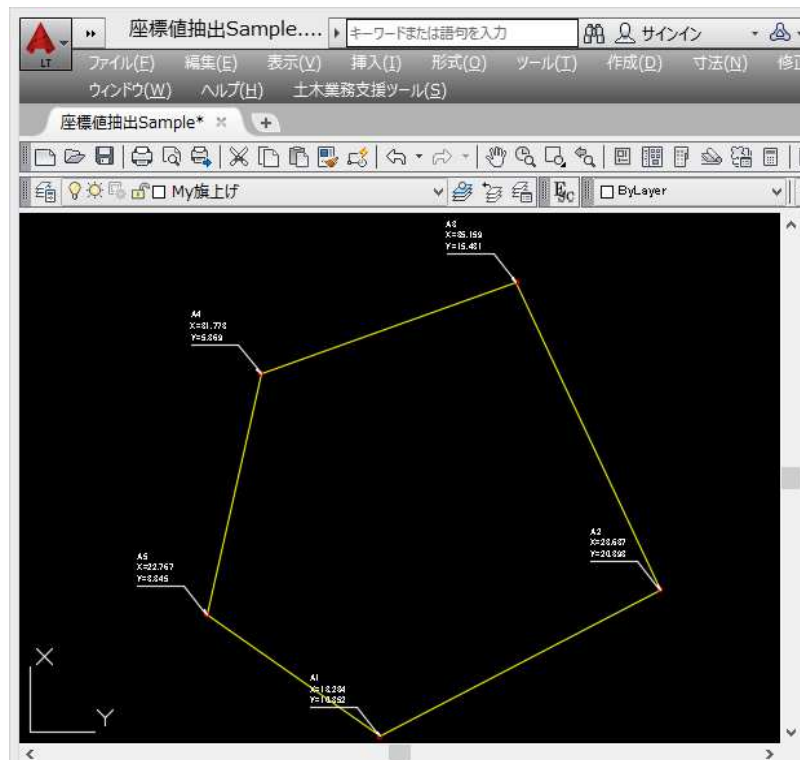 座標値抽出Sample....
キーワードまたは語句を入力
サインイン
LT
ファイル(F) 編集(E) 表示(V) 挿入(I) 形式(O) ツール(T) 作成(D) 寸法(N)
ウィンドウ(W) ヘルプ(H) 土木業務支援ツール(S)
座標値抽出Sample*
My旗上げ
ByLayer
A3
X=35.159
Y=15.481
A4
X=31.778
Y=5.869
A2
X=23.687
Y=20.898
A5
X=22.767
Y=3.845
A1
X=18.284
X
Y